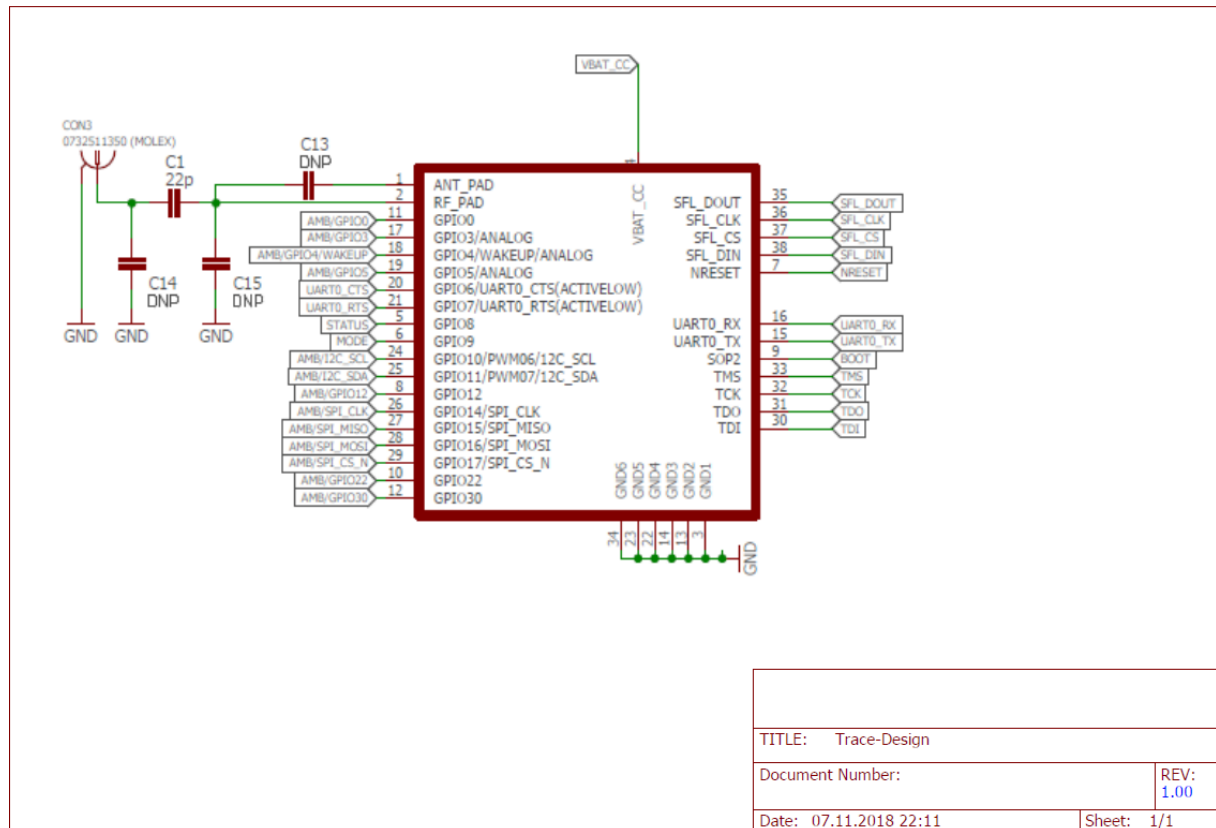 VBAT_CC
CON3
0732511350 (MOLEX)
C1
22p
C13
DNP
C14
DNP
C15
DNP
GND
GND
GND
1 ANT_PAD
2 RF_PAD
AMB/GPIO0 11 GPIO0
AMB/GPIO3 17 GPIO3/ANALOG
AMB/GPIO4/WAKEUP 18 GPIO4/WAKEUP/ANALOG
AMB/GPIO5 19 GPIO5/ANALOG
UART0_CTS 20 GPIO6/UART0_CTS(ACTIVELOW)
UART0_RTS 21 GPIO7/UART0_RTS(ACTIVELOW)
STATUS 5 GPIO8
MODE 6 GPIO9
AMB/I2C_SCL 24 GPIO10/PWM06/I2C_SCL
AMB/I2C_SDA 25 GPIO11/PWM07/I2C_SDA
AMB/GPIO12 8 GPIO12
AMB/SPI_CLK 26 GPIO14/SPI_CLK
AMB/SPI_MISO 27 GPIO15/SPI_MISO
AMB/SPI_MOSI 28 GPIO16/SPI_MOSI
AMB/SPI_CS_N 29 GPIO17/SPI_CS_N
AMB/GPIO22 10 GPIO22
AMB/GPIO30 12 GPIO30
4
VBAT_CC
SFL_DOUT 35 SFL_DOUT
SFL_CLK 36 SFL_CLK
SFL_CS 37 SFL_CS
SFL_DIN 38 SFL_DIN
NRESET 7 NRESET
UART0_RX 16 UART0_RX
UART0_TX 15 UART0_TX
SOP2 9 BOOT
TMS 33 TMS
TCK 32 TCK
TDO 31 TDO
TDI 30 TDI
GND6 GND5 GND4 GND3 GND2 GND1
34 23 22 14 13 3
GND
TITLE: Trace-Design
Document Number:
REV:
1.00
Date: 07.11.2018 22:11
Sheet: 1/1